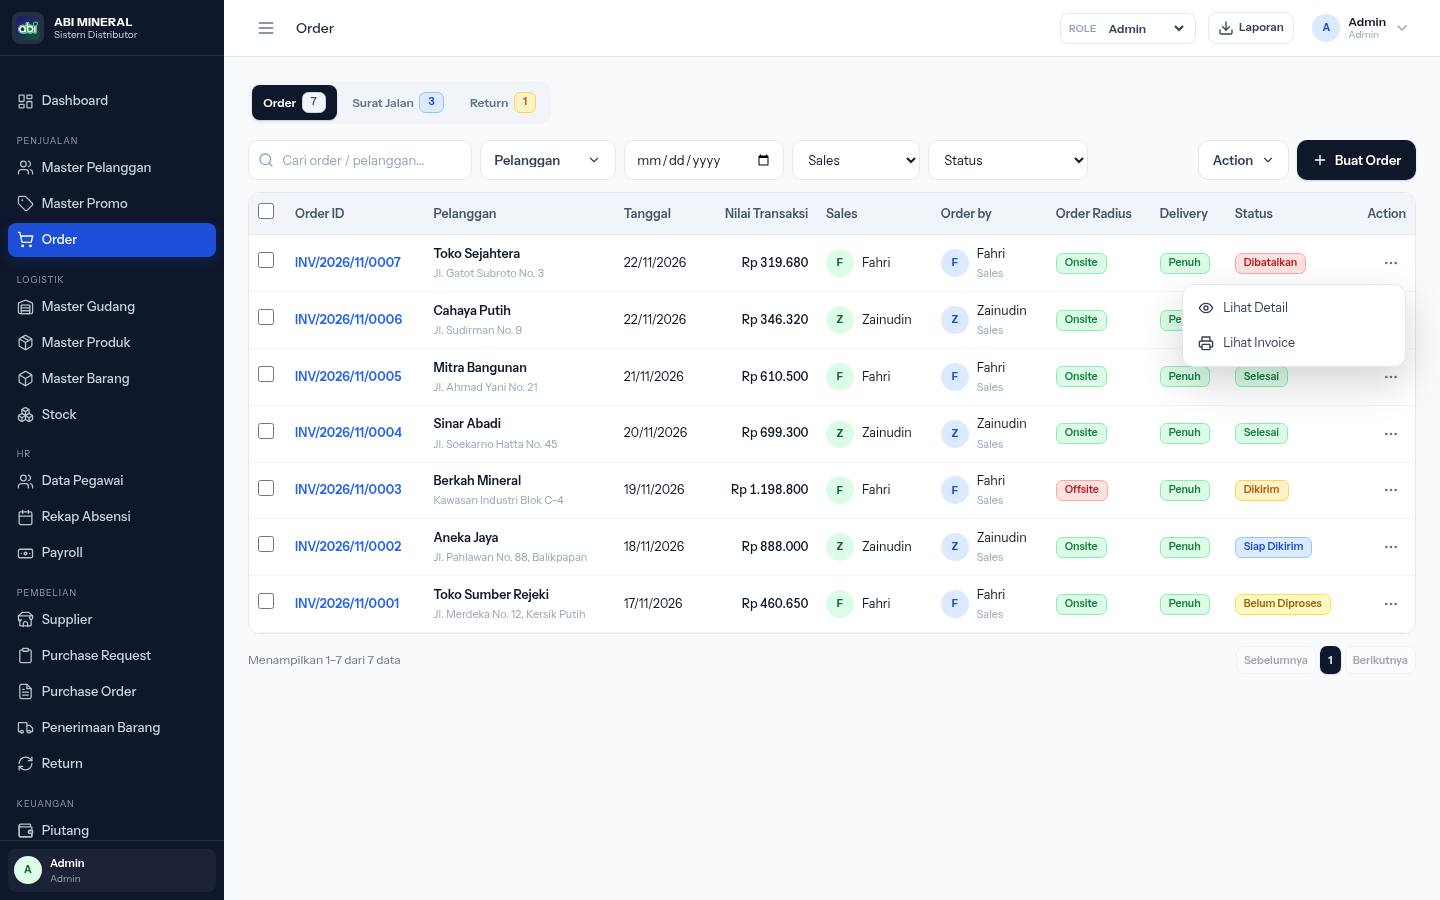 abi
ABI MINERAL
Sistem Distributor
Order
ROLE Admin
Laporan
A
Admin
Admin
Dashboard
PENJUALAN
Master Pelanggan
Master Promo
Order
LOGISTIK
Master Gudang
Master Produk
Master Barang
Stock
HR
Data Pegawai
Rekap Absensi
Payroll
PEMBELIAN
Supplier
Purchase Request
Purchase Order
Penerimaan Barang
Return
KEUANGAN
Piutang
A
Admin
Admin
Order 7 Surat Jalan 3 Return 1
Cari order / pelanggan... Pelanggan mm/dd/yyyy Sales Status Action + Buat Order
Order ID Pelanggan Tanggal Nilai Transaksi Sales Order by Order Radius Delivery Status Action
INV/2026/11/0007 Toko Sejahtera 22/11/2026 Rp 319.680 F Fahri F Fahri Onsite Penuh Dibatalkan ...
Jl. Gatot Subroto No. 3 Sales
Lihat Detail
Lihat Invoice
INV/2026/11/0006 Cahaya Putih 22/11/2026 Rp 346.320 Z Zainudin Z Zainudin Onsite Pe
Jl. Sudirman No. 9 Sales
INV/2026/11/0005 Mitra Bangunan 21/11/2026 Rp 610.500 F Fahri F Fahri Onsite Penuh Selesai ...
Jl. Ahmad Yani No. 21 Sales
INV/2026/11/0004 Sinar Abadi 20/11/2026 Rp 699.300 Z Zainudin Z Zainudin Onsite Penuh Selesai ...
Jl. Soekarno Hatta No. 45 Sales
INV/2026/11/0003 Berkah Mineral 19/11/2026 Rp 1.198.800 F Fahri F Fahri Offsite Penuh Dikirim ...
Kawasan Industri Blok C-4 Sales
INV/2026/11/0002 Aneka Jaya 18/11/2026 Rp 888.000 Z Zainudin Z Zainudin Onsite Penuh Siap Dikirim ...
Jl. Pahlawan No. 88, Balikpapan Sales
INV/2026/11/0001 Toko Sumber Rejeki 17/11/2026 Rp 460.650 F Fahri F Fahri Onsite Penuh Belum Diproses ...
Jl. Merdeka No. 12, Kersik Putih Sales
Menampilkan 1–7 dari 7 data
Sebelumnya 1 Berikutnya